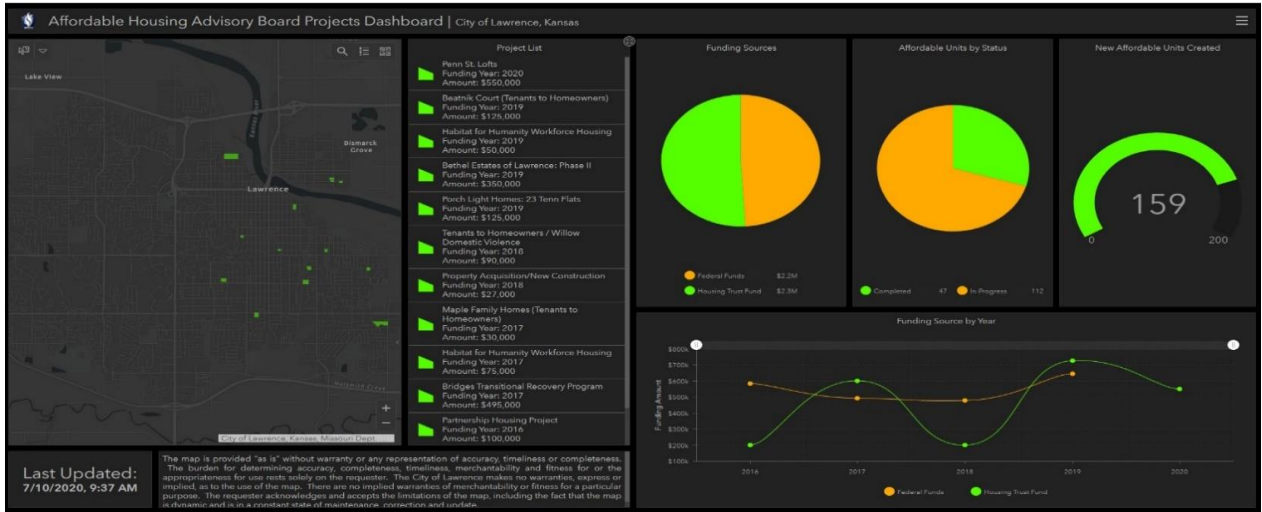 Affordable Housing Advisory Board Projects Dashboard | City of Lawrence, Kansas
Lake View
Kansas River
Bismarck
Grove
Lawrence
City of Lawrence, Kansas, Missouri Dept.
Project List
Penn St. Lofts
Funding Year: 2020
Amount: $550,000
Beatnik Court (Tenants to Homeowners)
Funding Year: 2019
Amount: $125,000
Habitat for Humanity Workforce Housing
Funding Year: 2019
Amount: $50,000
Bethel Estates of Lawrence: Phase II
Funding Year: 2019
Amount: $350,000
Porch Light Homes: 23 Tenn Flats
Funding Year: 2019
Amount: $125,000
Tenants to Homeowners / Willow
Domestic Violence
Funding Year: 2018
Amount: $90,000
Property Acquisition/New Construction
Funding Year: 2018
Amount: $27,000
Maple Family Homes (Tenants to
Homeowners)
Funding Year: 2017
Amount: $30,000
Habitat for Humanity Workforce Housing
Funding Year: 2017
Amount: $75,000
Bridges Transitional Recovery Program
Funding Year: 2017
Amount: $495,000
Partnership Housing Project
Funding Year: 2016
Amount: $100,000
Funding Sources
Federal Funds $2.2M
Housing Trust Fund $2.3M
Affordable Units by Status
Completed 47 In-Progress 112
New Affordable Units Created
159
0 200
Funding Source by Year
Funding Amount
$800k
$700k
$600k
$500k
$400k
$300k
$200k
$100k
2016 2017 2018 2019 2020
Federal Funds Housing Trust Fund
Last Updated:
7/10/2020, 9:37 AM
The map is provided "as is" without warranty or any representation of accuracy, timeliness or completeness.
The burden for determining accuracy, completeness, timeliness, merchantability and fitness for or the
appropriateness for use rests solely on the requester. The City of Lawrence makes no warranties, express or
implied, as to the use of the map. There are no implied warranties of merchantability or fitness for a particular
purpose. The requester acknowledges and accepts the limitations of the map, including the fact that the map
is dynamic and is in a constant state of maintenance, correction and update.